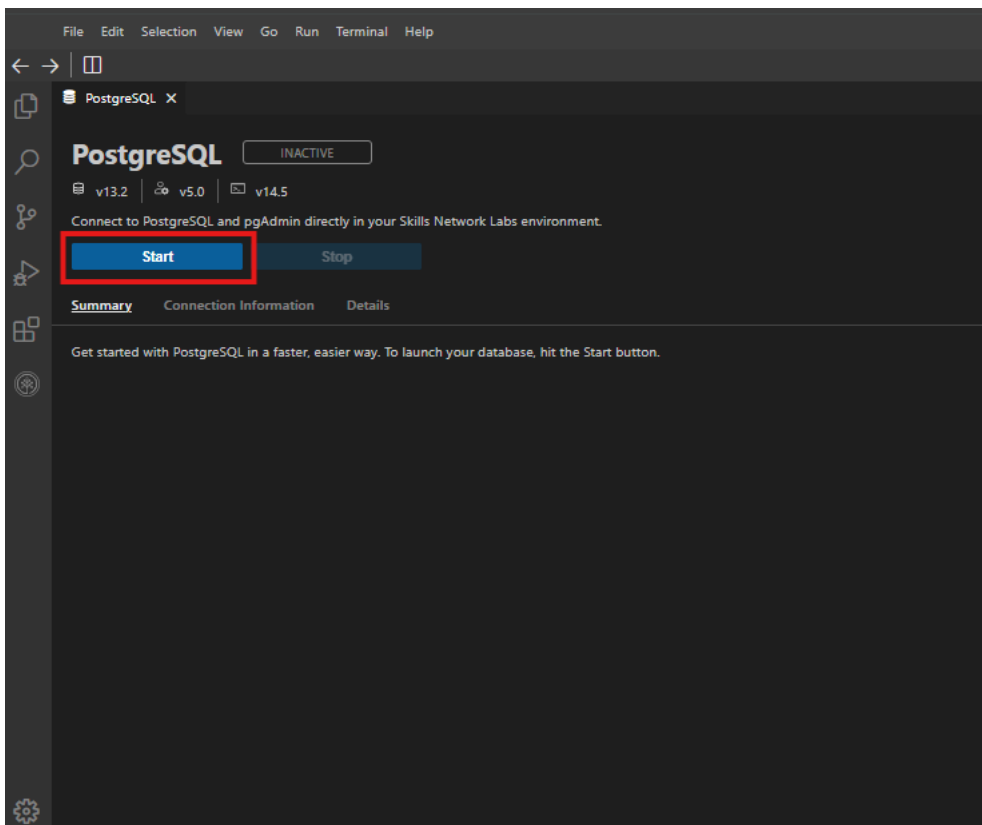 File Edit Selection View Go Run Terminal Help
PostgreSQL
PostgreSQL INACTIVE
v13.2 v5.0 v14.5
Connect to PostgreSQL and pgAdmin directly in your Skills Network Labs environment.
Start Stop
Summary Connection Information Details
Get started with PostgreSQL in a faster, easier way. To launch your database, hit the Start button.